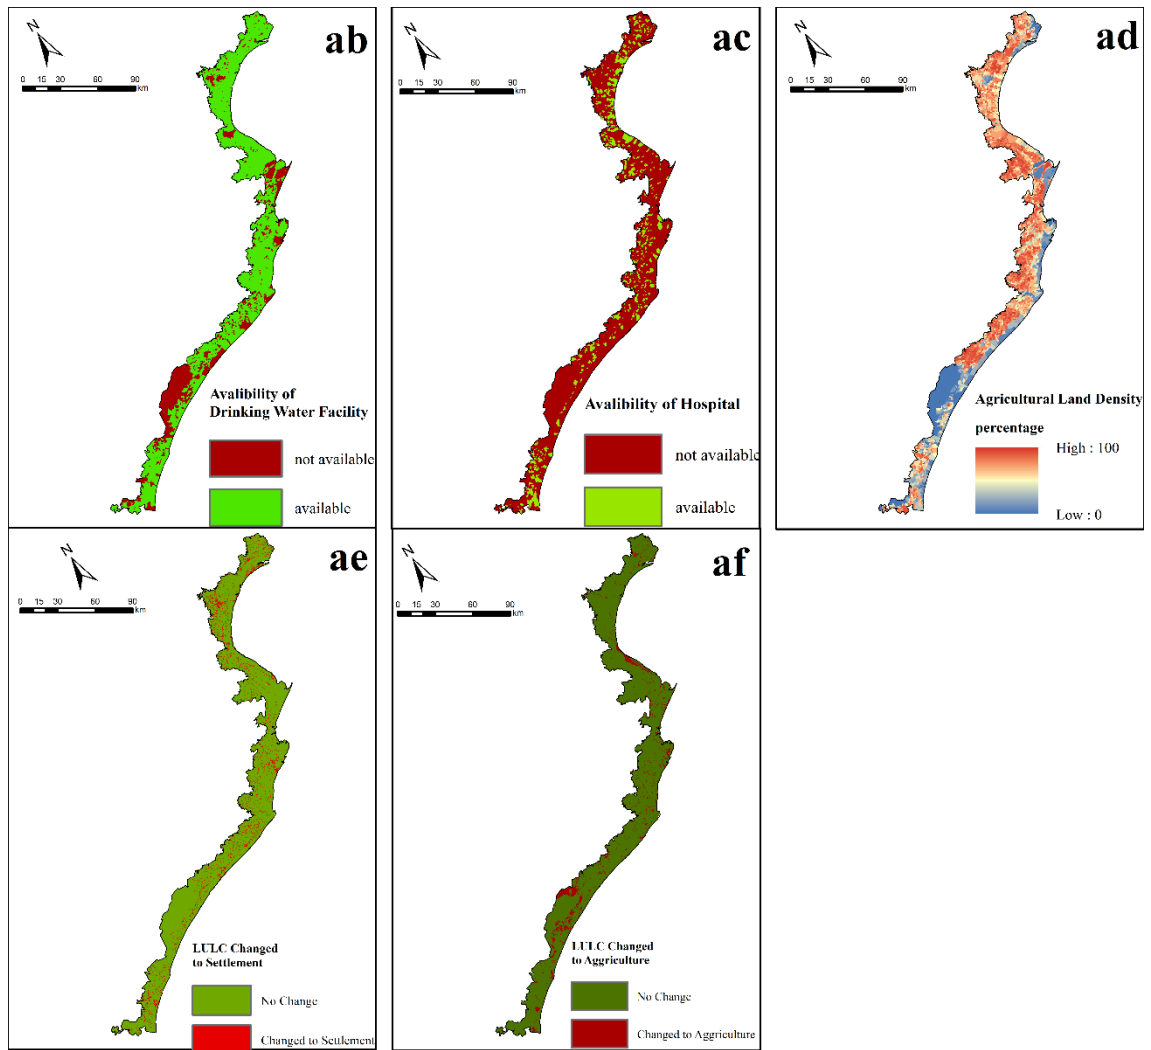 N
ab
0 15 30 60 90
km
Avalibility of
Drinking Water Facility
not available
available
N
ac
0 15 30 60 90
km
Avalibility of Hospital
not available
available
N
ad
0 15 30 60 90
km
Agricultural Land Density
percentage
High : 100
Low : 0
N
ae
0 15 30 60 90
km
LULC Changed
to Settlement
No Change
Changed to Settlement
N
af
0 15 30 60 90
km
LULC Changed
to Aggriculture
No Change
Changed to Aggriculture